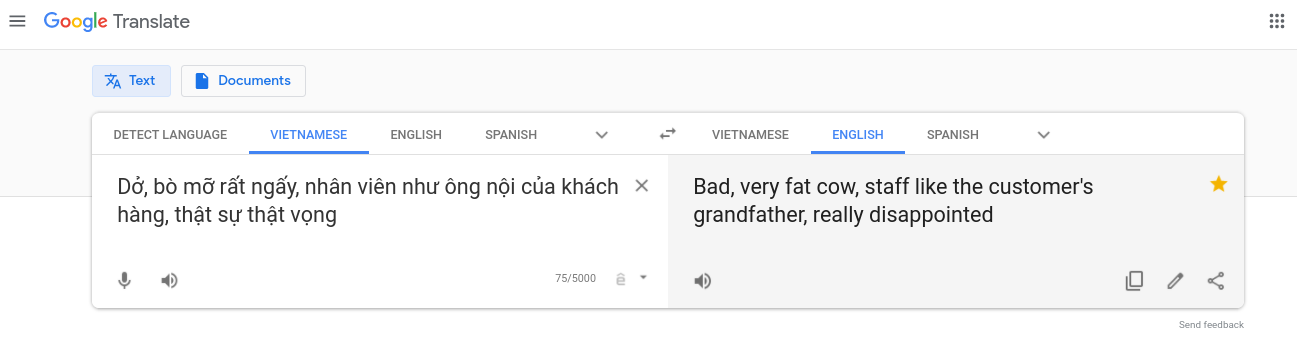 Google Translate
Text
Documents
DETECT LANGUAGE VIETNAMESE ENGLISH SPANISH
VIETNAMESE ENGLISH SPANISH
Dở, bò mỡ rất ngấy, nhân viên như ông nội của khách
hàng, thật sự thật vọng
75/5000
Bad, very fat cow, staff like the customer's
grandfather, really disappointed
Send feedback